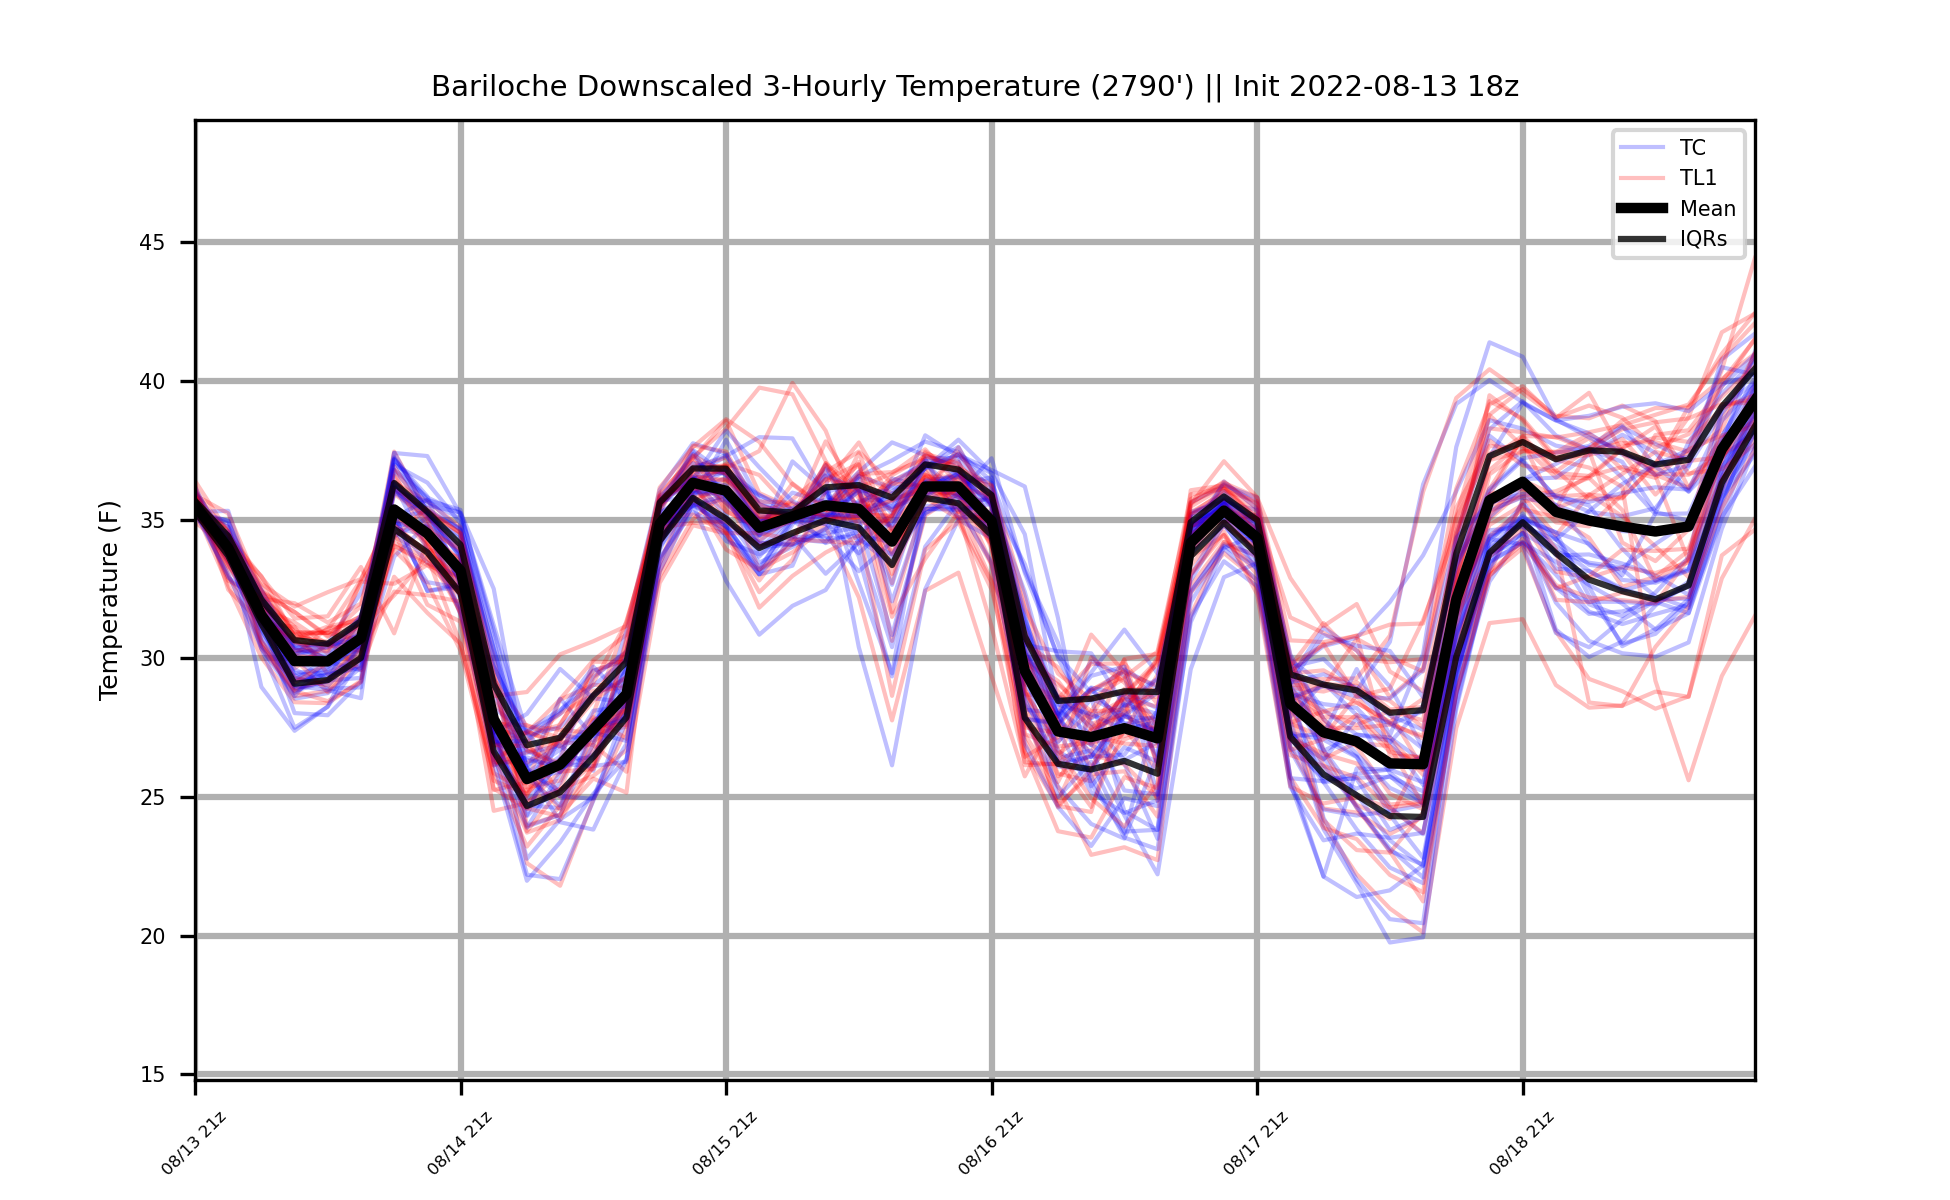 Bariloche Downscaled 3-Hourly Temperature (2790') || Init 2022-08-13 18z
TC
TL1
Mean
IQRs
Temperature (F)
45
40
35
30
25
20
15
08/13 21z
08/14 21z
08/15 21z
08/16 21z
08/17 21z
08/18 21z